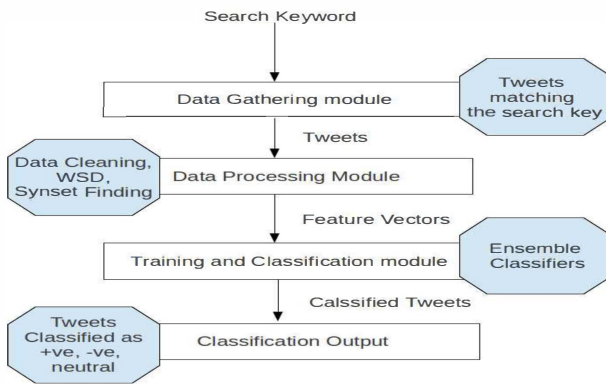 Search Keyword
Data Gathering module
Tweets
matching
the search key
Tweets
Data Cleaning,
WSD,
Synset Finding
Data Processing Module
Feature Vectors
Training and Classification module
Ensemble
Classifiers
Calssified Tweets
Tweets
Classified as
+ve, -ve,
neutral
Classification Output